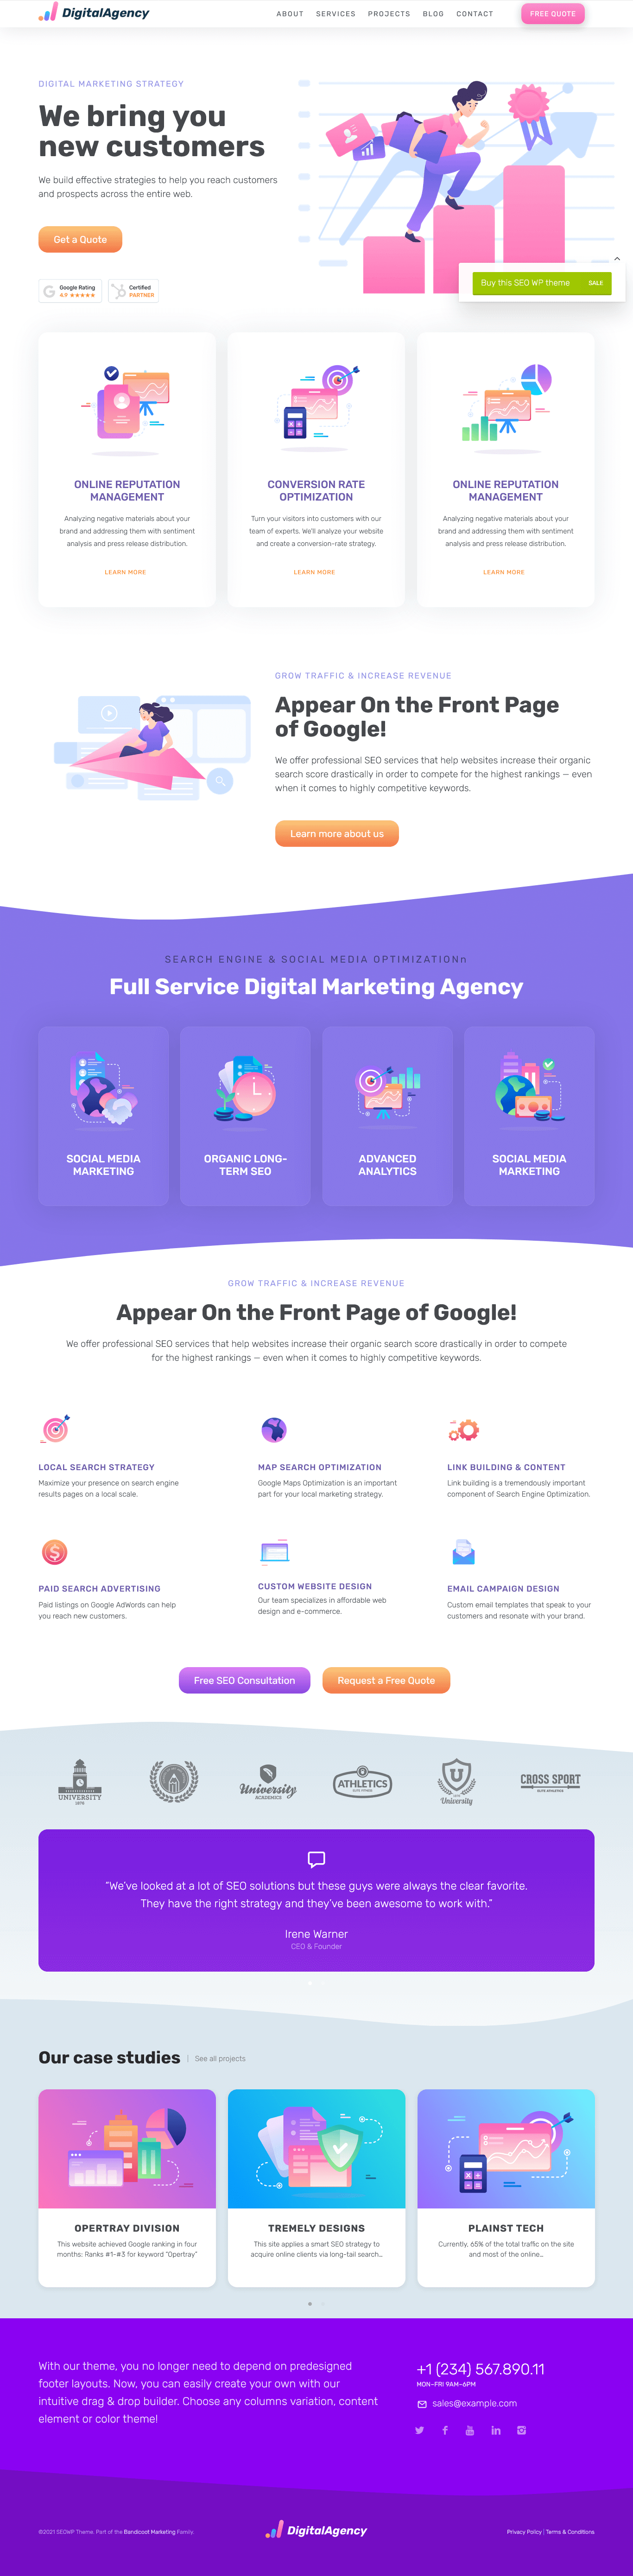 DigitalAgency
ABOUT SERVICES PROJECTS BLOG CONTACT FREE QUOTE
DIGITAL MARKETING STRATEGY
We bring you
new customers
We build effective strategies to help you reach customers
and prospects across the entire web.
Get a Quote
Google Rating
4.9 ★★★★★
Certified
PARTNER
Buy this SEO WP theme SALE
ONLINE REPUTATION
MANAGEMENT
Analyzing negative materials about your
brand and addressing them with sentiment
analysis and press release distribution.
LEARN MORE
CONVERSION RATE
OPTIMIZATION
Turn your visitors into customers with our
team of experts. We'll analyze your website
and create a conversion-rate strategy.
LEARN MORE
ONLINE REPUTATION
MANAGEMENT
Analyzing negative materials about your
brand and addressing them with sentiment
analysis and press release distribution.
LEARN MORE
GROW TRAFFIC & INCREASE REVENUE
Appear On the Front Page
of Google!
We offer professional SEO services that help websites increase their organic
search score drastically in order to compete for the highest rankings — even
when it comes to highly competitive keywords.
Learn more about us
SEARCH ENGINE & SOCIAL MEDIA OPTIMIZATIONn
Full Service Digital Marketing Agency
SOCIAL MEDIA
MARKETING
ORGANIC LONG-
TERM SEO
ADVANCED
ANALYTICS
SOCIAL MEDIA
MARKETING
GROW TRAFFIC & INCREASE REVENUE
Appear On the Front Page of Google!
We offer professional SEO services that help websites increase their organic search score drastically in order to compete
for the highest rankings — even when it comes to highly competitive keywords.
LOCAL SEARCH STRATEGY
Maximize your presence on search engine
results pages on a local scale.
MAP SEARCH OPTIMIZATION
Google Maps Optimization is an important
part for your local marketing strategy.
LINK BUILDING & CONTENT
Link building is a tremendously important
component of Search Engine Optimization.
PAID SEARCH ADVERTISING
Paid listings on Google AdWords can help
you reach new customers.
CUSTOM WEBSITE DESIGN
Our team specializes in affordable web
design and e-commerce.
EMAIL CAMPAIGN DESIGN
Custom email templates that speak to your
customers and resonate with your brand.
Free SEO Consultation
Request a Free Quote
UNIVERSITY
1870
University
ACADEMICS
ATHLETICS
University
CROSS SPORT
ELITE ATHLETICS
“We've looked at a lot of SEO solutions but these guys were always the clear favorite.
They have the right strategy and they've been awesome to work with.”
Irene Warner
CEO & Founder
Our case studies | See all projects
OPERTRAY DIVISION
This website achieved Google ranking in four
months: Ranks #1–#3 for keyword “Opertray”
TREMELY DESIGNS
This site applies a smart SEO strategy to
acquire online clients via long-tail search…
PLAINST TECH
Currently, 65% of the total traffic on the site
and most of the online…
With our theme, you no longer need to depend on predesigned
footer layouts. Now, you can easily create your own with our
intuitive drag & drop builder. Choose any columns variation, content
element or color theme!
+1 (234) 567.890.11
MON–FRI 9AM–6PM
sales@example.com
©2021 SEOWP Theme. Part of the Bandicoot Marketing Family.
DigitalAgency
Privacy Policy | Terms & Conditions